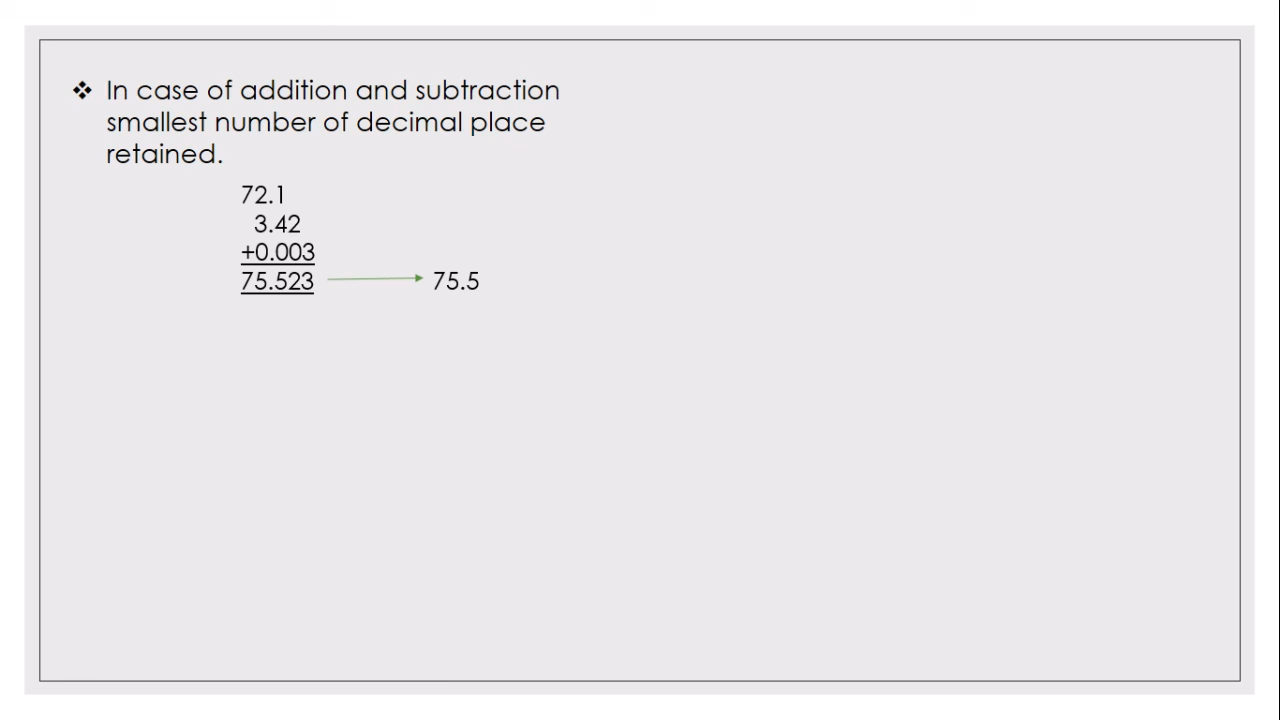 ❖ In case of addition and subtraction
smallest number of decimal place
retained.
72.1
3.42
+0.003
75.523 → 75.5